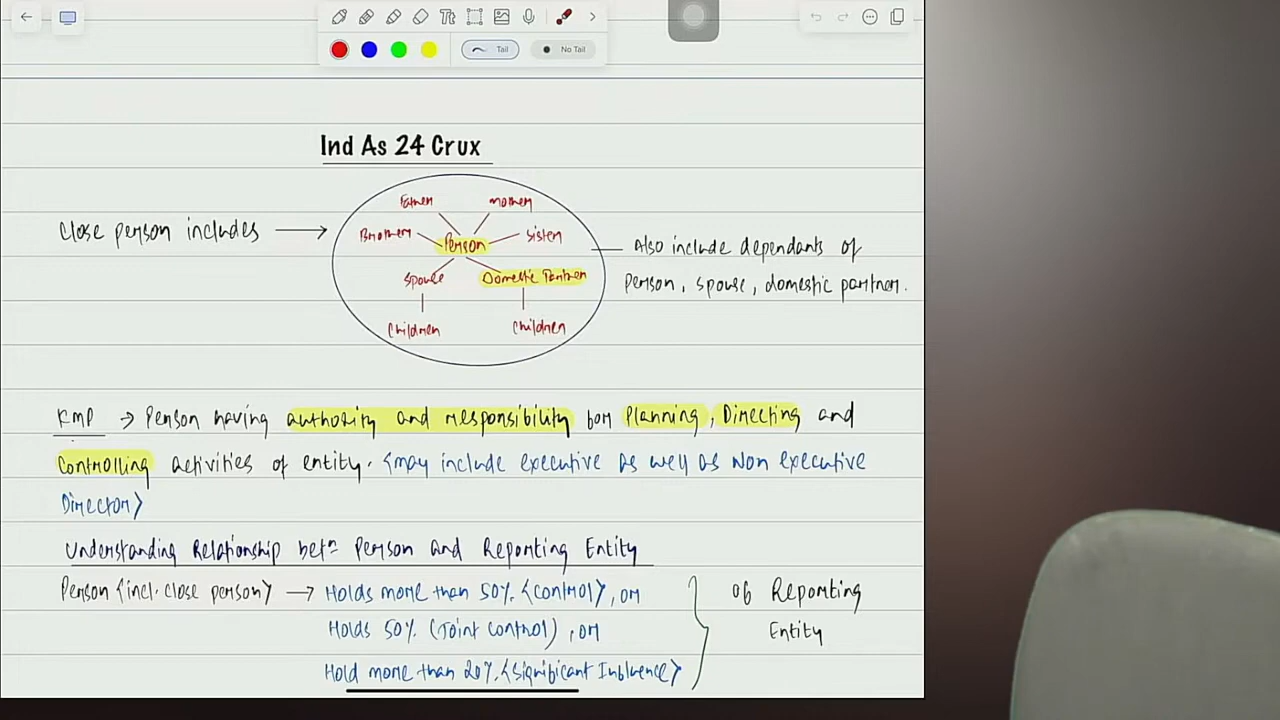 Tt
Tail
No Tail
Ind As 24 Crux
Father
Mother
Close person includes
Brother
Person
Sister
Also include dependants of
Spouse
Domestic Partner
Person, Spouse, domestic partner.
Children
Children
KMP → Person having authority and responsibility for Planning, Directing and
Controlling activities of entity. <may include executive as well as Non executive
Director>
Understanding Relationship betn Person and Reporting Entity
Person <incl. close person> → Holds more than 50% <Control>, or
of Reporting
Holds 50% (Joint Control), or
Entity
Hold more than 20% <Significant Influence>